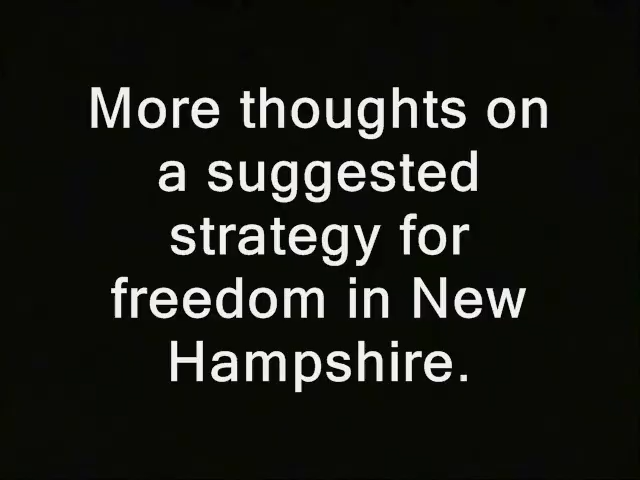 More thoughts on
a suggested
strategy for
freedom in New
Hampshire.